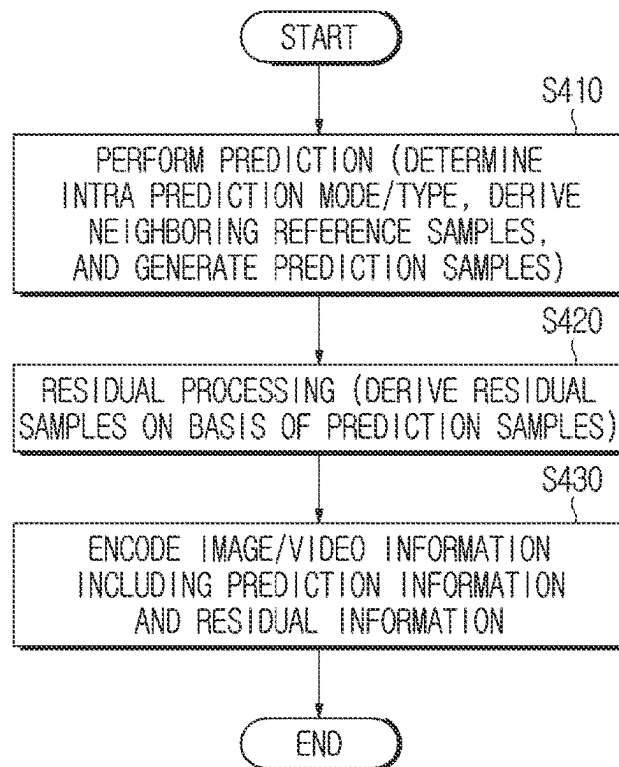 START
S410
PERFORM PREDICTION (DETERMINE
INTRA PREDICTION MODE/TYPE, DERIVE
NEIGHBORING REFERENCE SAMPLES,
AND GENERATE PREDICTION SAMPLES)
S420
RESIDUAL PROCESSING (DERIVE RESIDUAL
SAMPLES ON BASIS OF PREDICTION SAMPLES)
S430
ENCODE IMAGE/VIDEO INFORMATION
INCLUDING PREDICTION INFORMATION
AND RESIDUAL INFORMATION
END